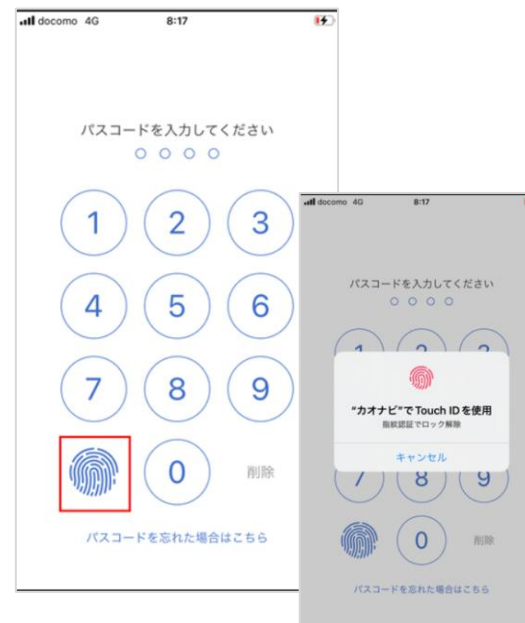 docomo 4G 8:17
パスコードを入力してください
1 2 3
4 5 6
7 8 9
0 削除
パスコードを忘れた場合はこちら
docomo 4G 8:17
パスコードを入力してください
1 2 3
“カオナビ”で Touch ID を使用
指紋認証でロック解除
キャンセル
7 8 9
0 削除
パスコードを忘れた場合はこちら